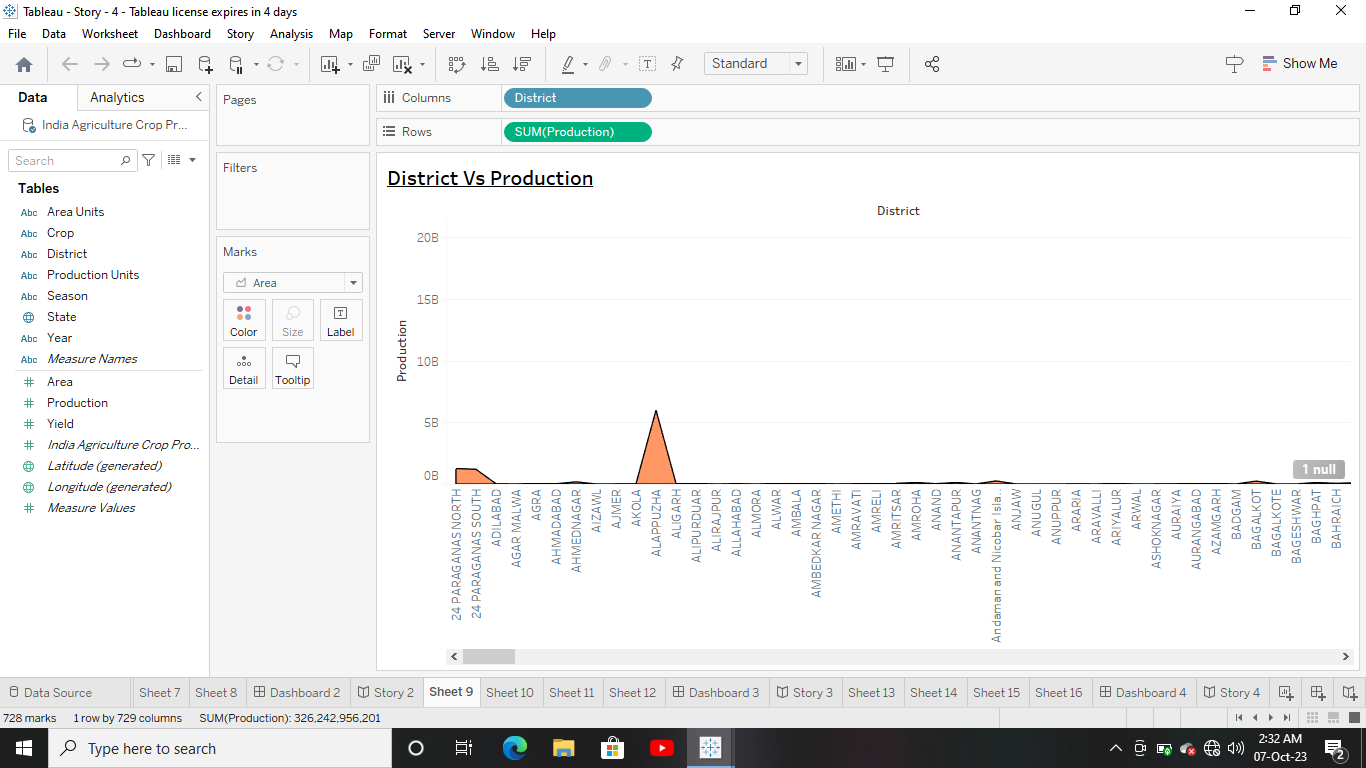 Tableau - Story - 4 - Tableau license expires in 4 days
File Data Worksheet Dashboard Story Analysis Map Format Server Window Help
Standard
Show Me
Data Analytics
India Agriculture Crop Pr...
Search
Tables
Abc Area Units
Abc Crop
Abc District
Abc Production Units
Abc Season
State
Abc Year
Abc Measure Names
Area
Production
Yield
India Agriculture Crop Pro...
Latitude (generated)
Longitude (generated)
Measure Values
Pages
Filters
Marks
Area
Color Size Label
Detail Tooltip
Columns District
Rows SUM(Production)
District Vs Production
District
Production
20B
15B
10B
5B
0B
1 null
24 PARAGANAS NORTH
24 PARAGANAS SOUTH
ADILABAD
AGAR MALWA
AGRA
AHMADABAD
AHMEDNAGAR
AIZAWL
AJMER
AKOLA
ALAPPUZHA
ALIGARH
ALIPURDUAR
ALIRAJPUR
ALLAHABAD
ALMORA
ALWAR
AMBALA
AMBEDKAR NAGAR
AMETHI
AMRAVATI
AMRELI
AMRITSAR
AMROHA
ANAND
ANANTAPUR
ANANTNAG
Andaman and Nicobar Isla..
ANJAW
ANUGUL
ANUPPUR
ARARIA
ARAVALLI
ARIYALUR
ARWAL
ASHOKNAGAR
AURAIYA
AURANGABAD
AZAMGARH
BADGAM
BAGALKOT
BAGALKOTE
BAGESHWAR
BAGHPAT
BAHRAICH
Data Source Sheet 7 Sheet 8 Dashboard 2 Story 2 Sheet 9 Sheet 10 Sheet 11 Sheet 12 Dashboard 3 Story 3 Sheet 13 Sheet 14 Sheet 15 Sheet 16 Dashboard 4 Story 4
728 marks 1 row by 729 columns SUM(Production): 326,242,956,201
Type here to search
2:32 AM
07-Oct-23
2